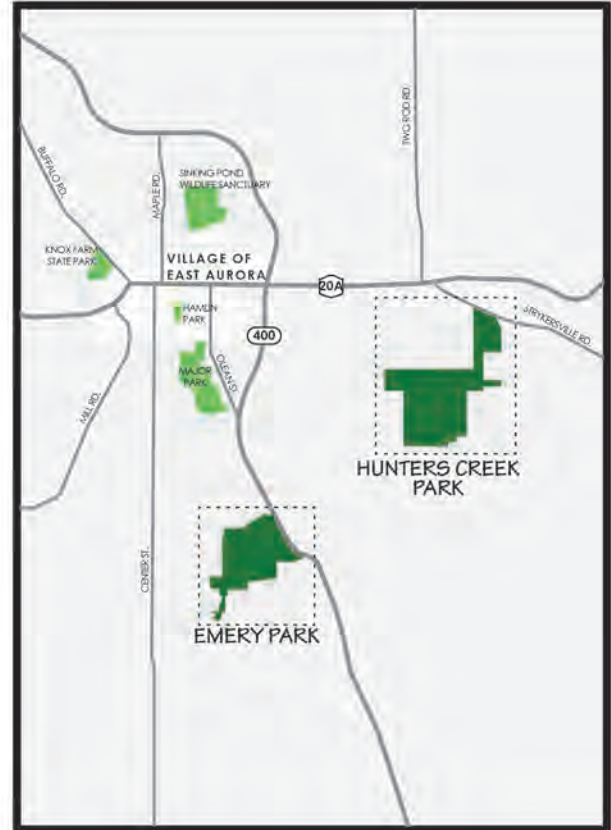 TWO ROD RD.
BUFFALO RD.
MAPLE RD.
SINKING POND
WILDLIFE SANCTUARY
KNOX FARM
STATE PARK
VILLAGE OF
EAST AURORA
20A
HAMLIN
PARK
STRYKERSVILLE RD.
400
MAJOR
PARK
OLEAN ST.
MILL RD.
HUNTERS CREEK
PARK
CENTER ST.
EMERY PARK